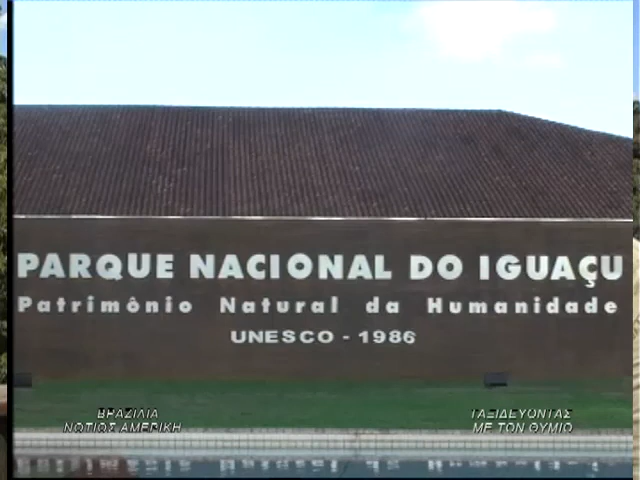 PARQUE NACIONAL DO IGUAÇU
Patrimônio Natural da Humanidade
UNESCO - 1986
ΒΡΑΖΙΛΙΑ
ΝΟΤΙΟΣ ΑΜΕΡΙΚΗ
ΤΑΞΙΔΕΥΟΝΤΑΣ
ΜΕ ΤΟΝ ΘΥΜΙΟ